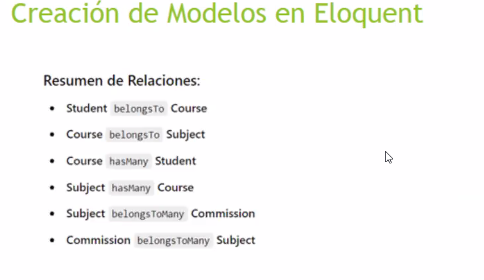 Creación de Modelos en Eloquent
Resumen de Relaciones:
• Student belongsTo Course
• Course belongsTo Subject
• Course hasMany Student
• Subject hasMany Course
• Subject belongsToMany Commission
• Commission belongsToMany Subject